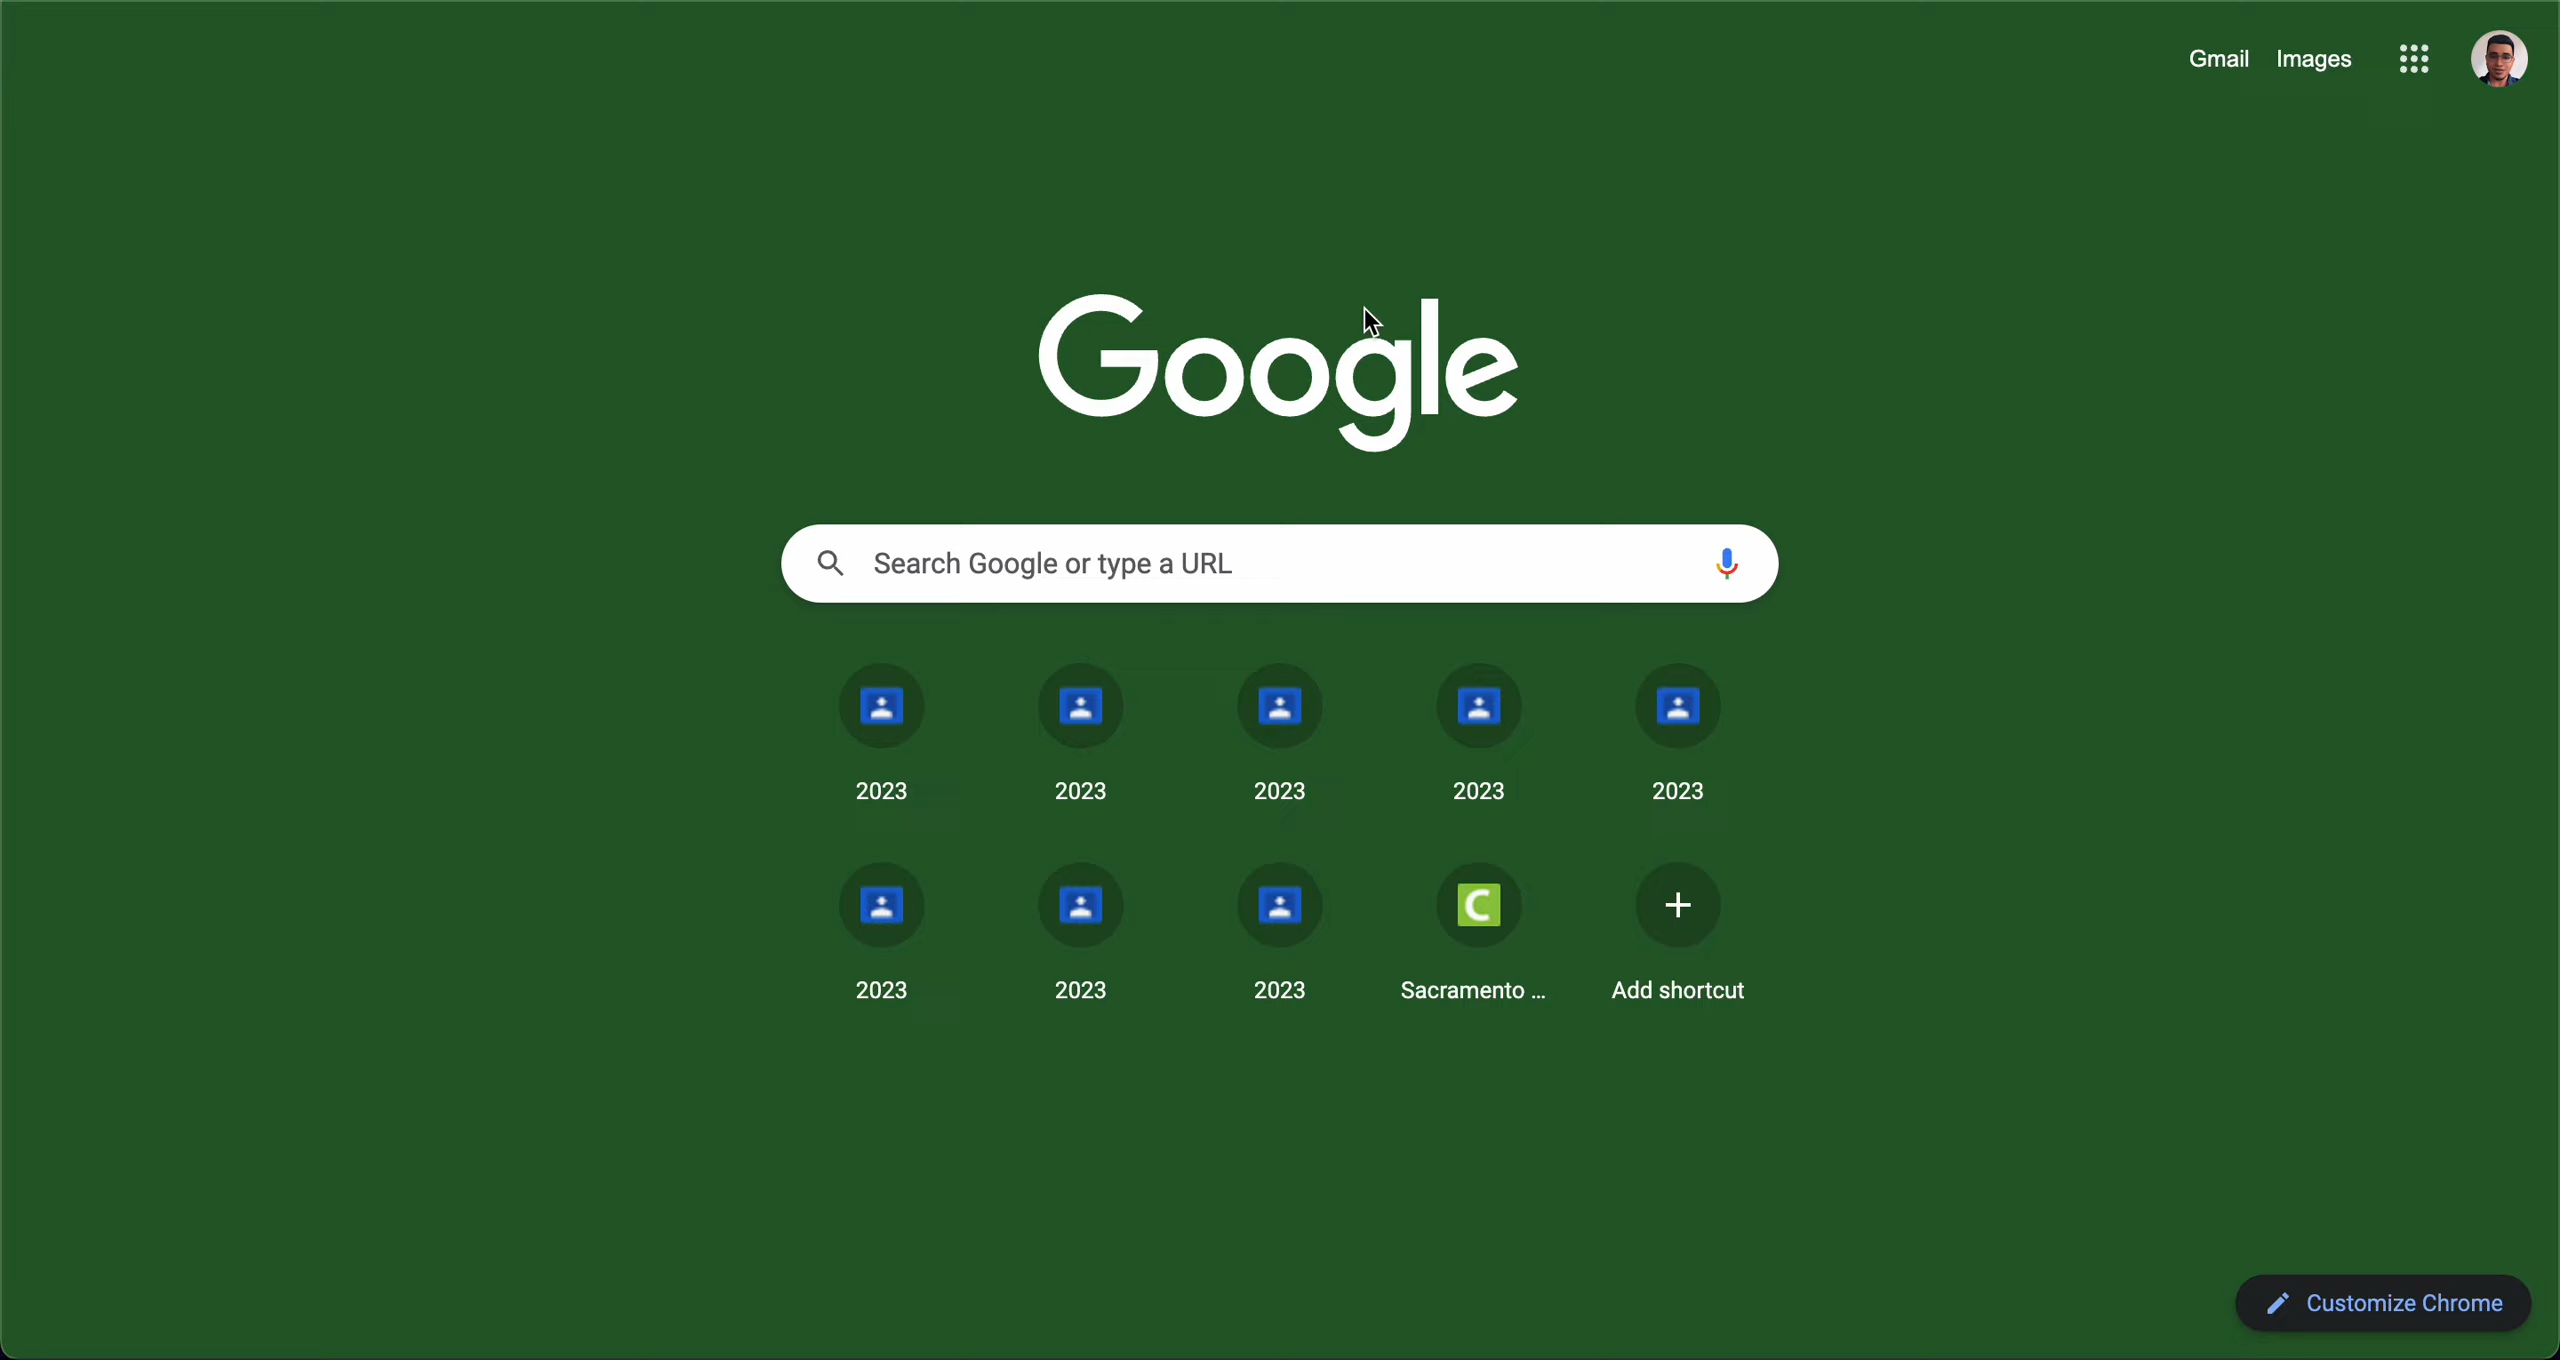 Gmail Images
Google
Search Google or type a URL
2023 2023 2023 2023 2023
2023 2023 2023 Sacramento ... Add shortcut
Customize Chrome